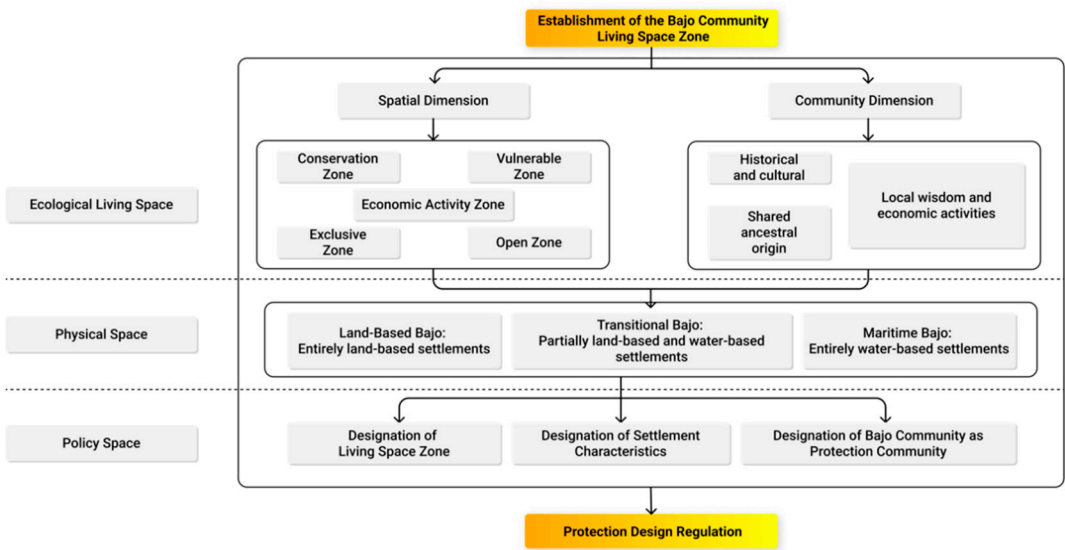 Establishment of the Bajo Community
Living Space Zone
Spatial Dimension
Community Dimension
Ecological Living Space
Conservation
Zone
Vulnerable
Zone
Economic Activity Zone
Exclusive
Zone
Open Zone
Historical
and cultural
Shared
ancestral
origin
Local wisdom and
economic activities
Physical Space
Land-Based Bajo:
Entirely land-based settlements
Transitional Bajo:
Partially land-based and water-based
settlements
Maritime Bajo:
Entirely water-based settlements
Policy Space
Designation of
Living Space Zone
Designation of Settlement
Characteristics
Designation of Bajo Community as
Protection Community
Protection Design Regulation